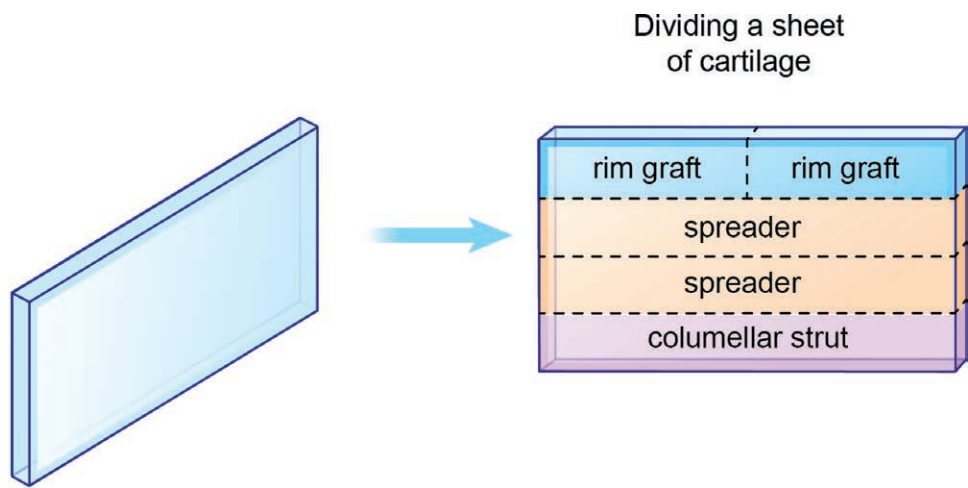 Dividing a sheet
of cartilage
rim graft
rim graft
spreader
spreader
columellar strut